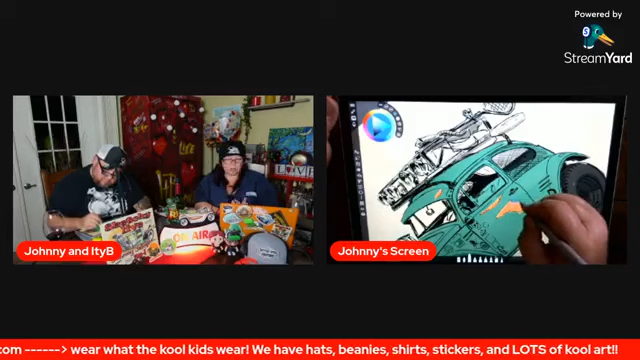 Powered by
StreamYard
ON AIR
LOVE
Johnny and ItyB
Johnny's Screen
com ------> wear what the kool kids wear! We have hats, beanies, shirts, stickers, and LOTS of kool art!!